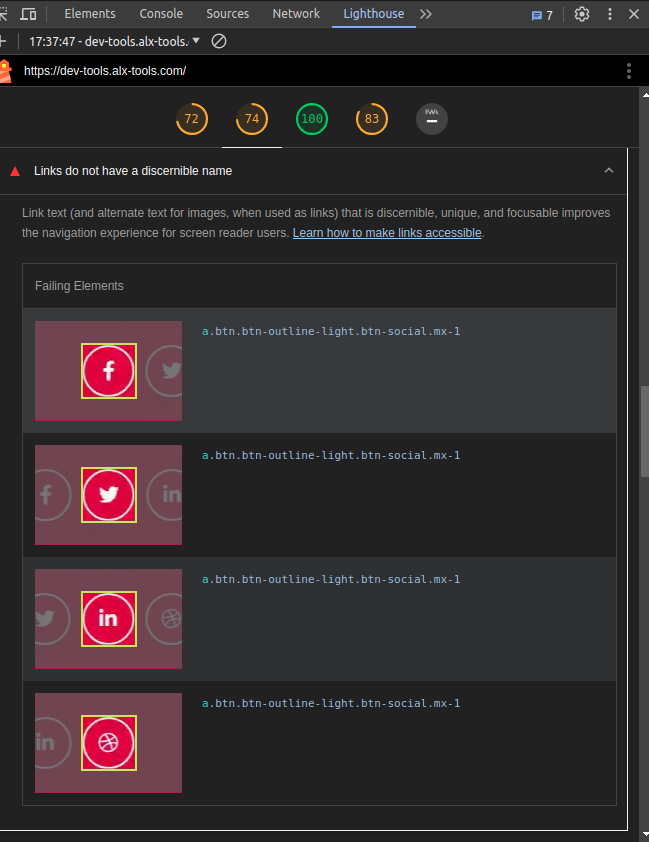 Elements Console Sources Network Lighthouse 7
17:37:47 - dev-tools.alx-tools.
https://dev-tools.alx-tools.com/
72 74 100 83 PWA
Links do not have a discernible name
Link text (and alternate text for images, when used as links) that is discernible, unique, and focusable improves
the navigation experience for screen reader users. Learn how to make links accessible.
Failing Elements
a.btn.btn-outline-light.btn-social.mx-1
a.btn.btn-outline-light.btn-social.mx-1
a.btn.btn-outline-light.btn-social.mx-1
a.btn.btn-outline-light.btn-social.mx-1